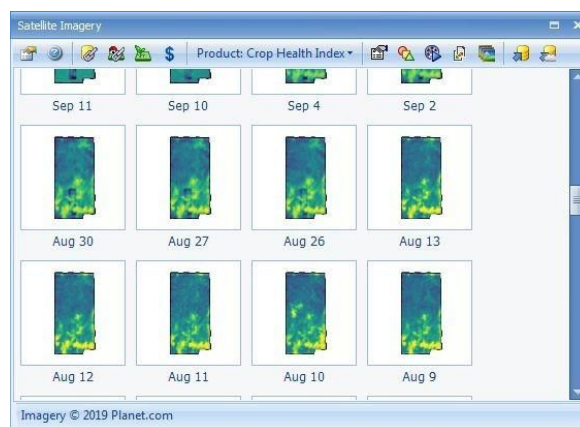 Satellite Imagery
$ Product: Crop Health Index
Sep 11 Sep 10 Sep 4 Sep 2
Aug 30 Aug 27 Aug 26 Aug 13
Aug 12 Aug 11 Aug 10 Aug 9
Imagery © 2019 Planet.com